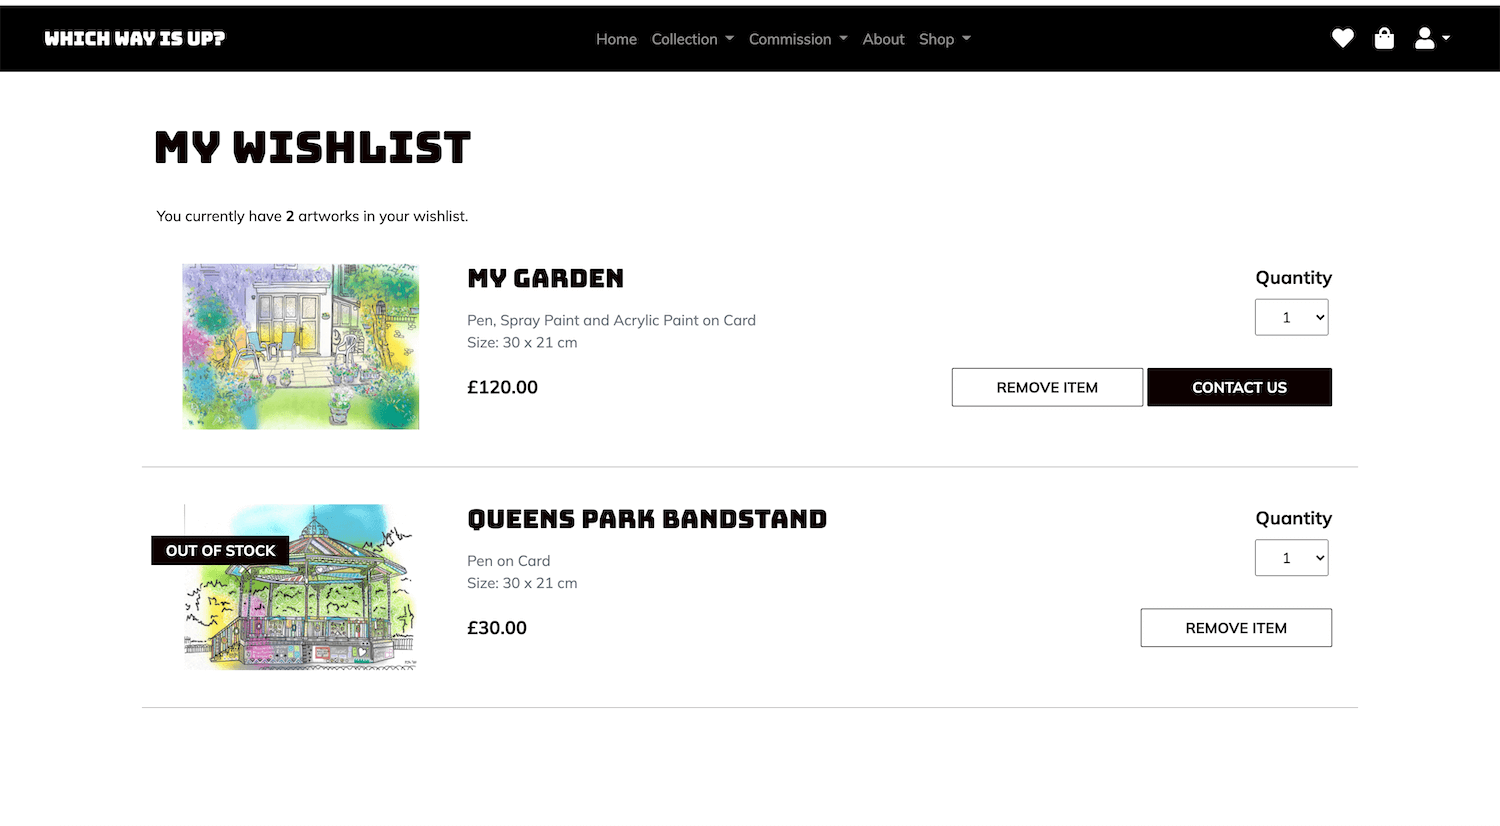 WHICH WAY IS UP?
Home Collection Commission About Shop
MY WISHLIST
You currently have 2 artworks in your wishlist.
MY GARDEN
Pen, Spray Paint and Acrylic Paint on Card
Size: 30 x 21 cm
£120.00
Quantity
1
REMOVE ITEM
CONTACT US
OUT OF STOCK
QUEENS PARK BANDSTAND
Pen on Card
Size: 30 x 21 cm
£30.00
Quantity
1
REMOVE ITEM